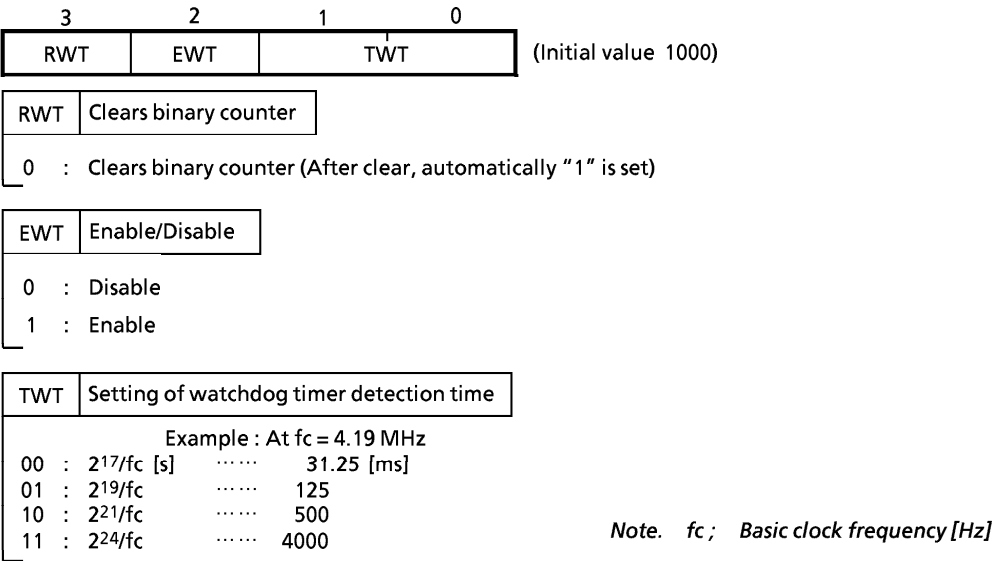 3 2 1 0
RWT EWT TWT (Initial value 1000)
RWT Clears binary counter
0 : Clears binary counter (After clear, automatically “1” is set)
EWT Enable/Disable
0 : Disable
1 : Enable
TWT Setting of watchdog timer detection time
Example : At fc = 4.19 MHz
00 : 2¹⁷/fc [s] ...... 31.25 [ms]
01 : 2¹⁹/fc ...... 125
10 : 2²¹/fc ...... 500
11 : 2²⁴/fc ...... 4000
Note. fc ; Basic clock frequency [Hz]